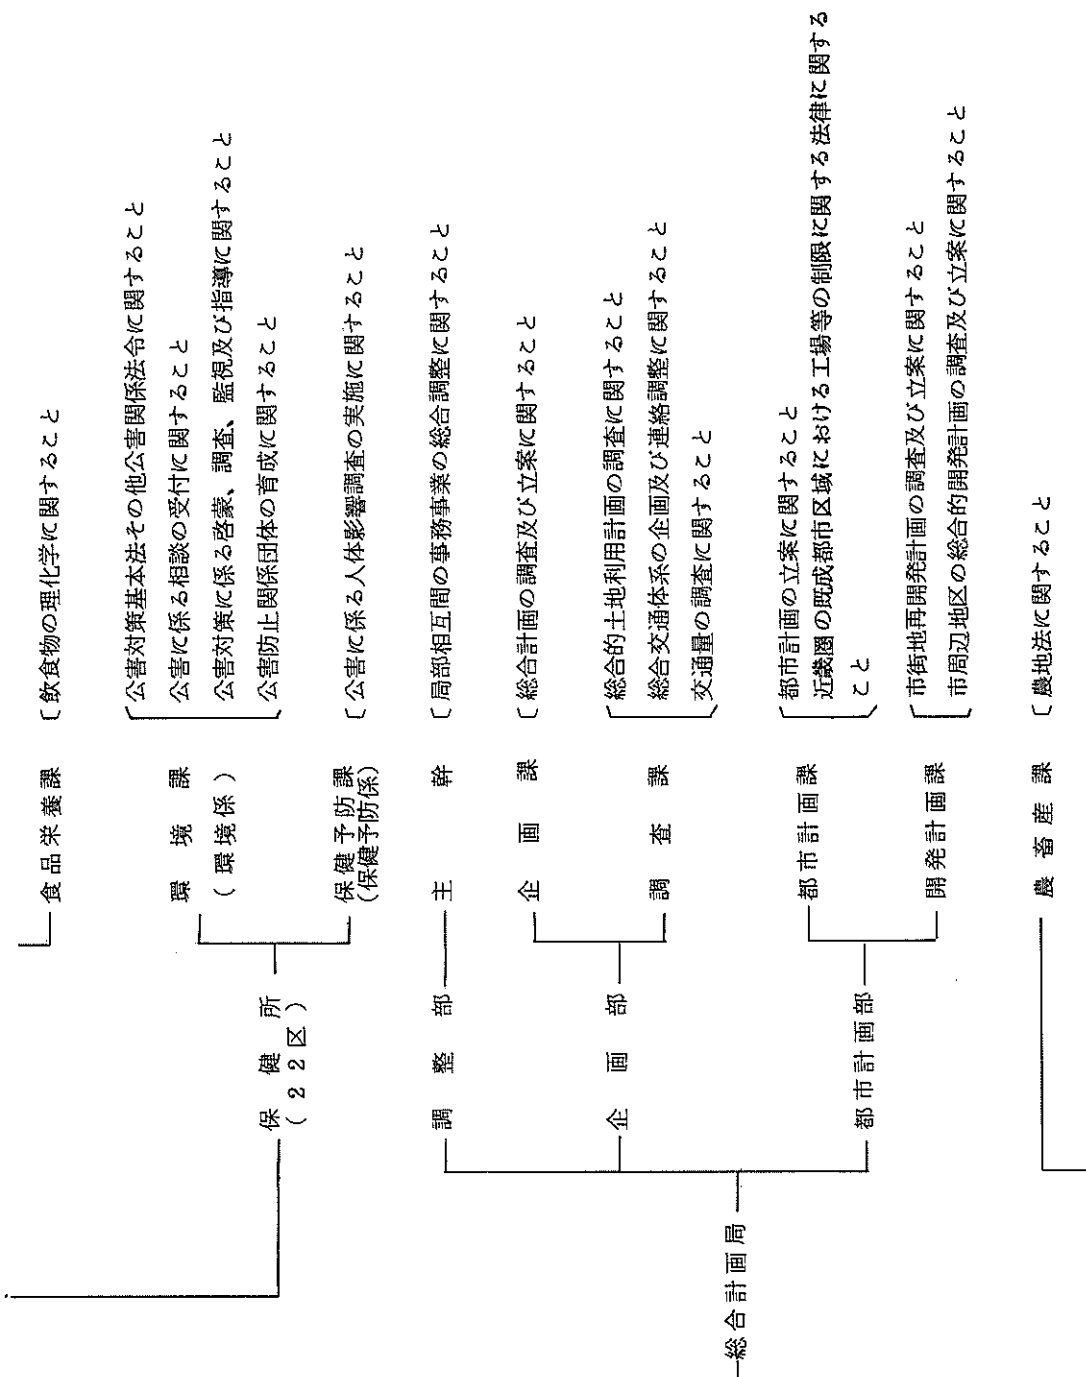 食品栄養課
〔飲食物の理化学に関すること
保健所
(22区)
環境課
(環境係)
公害対策基本法その他公害関係法令に関すること
公害に係る相談の受付に関すること
公害対策に係る啓蒙、調査、監視及び指導に関すること
公害防止関係団体の育成に関すること
保健予防課
(保健予防係)
〔公害に係る人体影響調査の実施に関すること
総合計画局
調整部
主幹
〔局部相互間の事務事業の総合調整に関すること
企画部
企画課
〔総合計画の調査及び立案に関すること
調査課
総合的土地利用計画の調査に関すること
総合交通体系の企画及び連絡調整に関すること
交通量の調査に関すること
都市計画部
都市計画課
都市計画の立案に関すること
近畿圏の既成都市区域における工場等の制限に関する法律に関する
こと
開発計画課
市街地再開発計画の調査及び立案に関すること
市周辺地区の総合的開発計画の調査及び立案に関すること
農畜産課
〔農地法に関すること